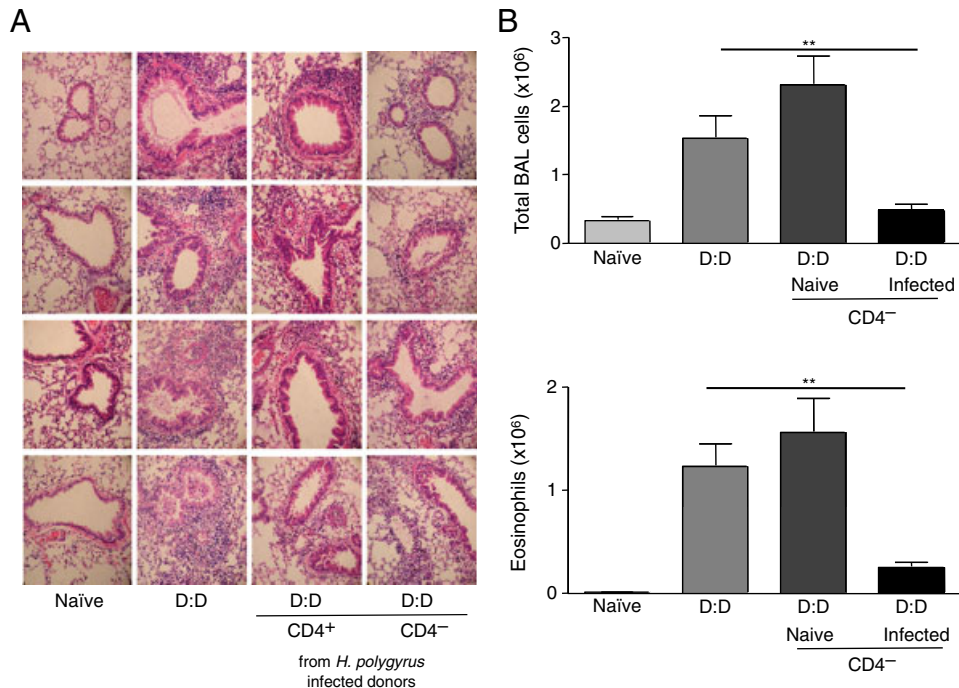 A
Naïve
D:D
D:D
D:D
CD4+
CD4−
from H. polygyrus
infected donors
B
Total BAL cells (x10⁶)
3
2
1
0
**
Naïve
D:D
D:D
D:D
Naive
Infected
CD4−
Eosinophils (x10⁶)
2
1
0
**
Naïve
D:D
D:D
D:D
Naive
Infected
CD4−